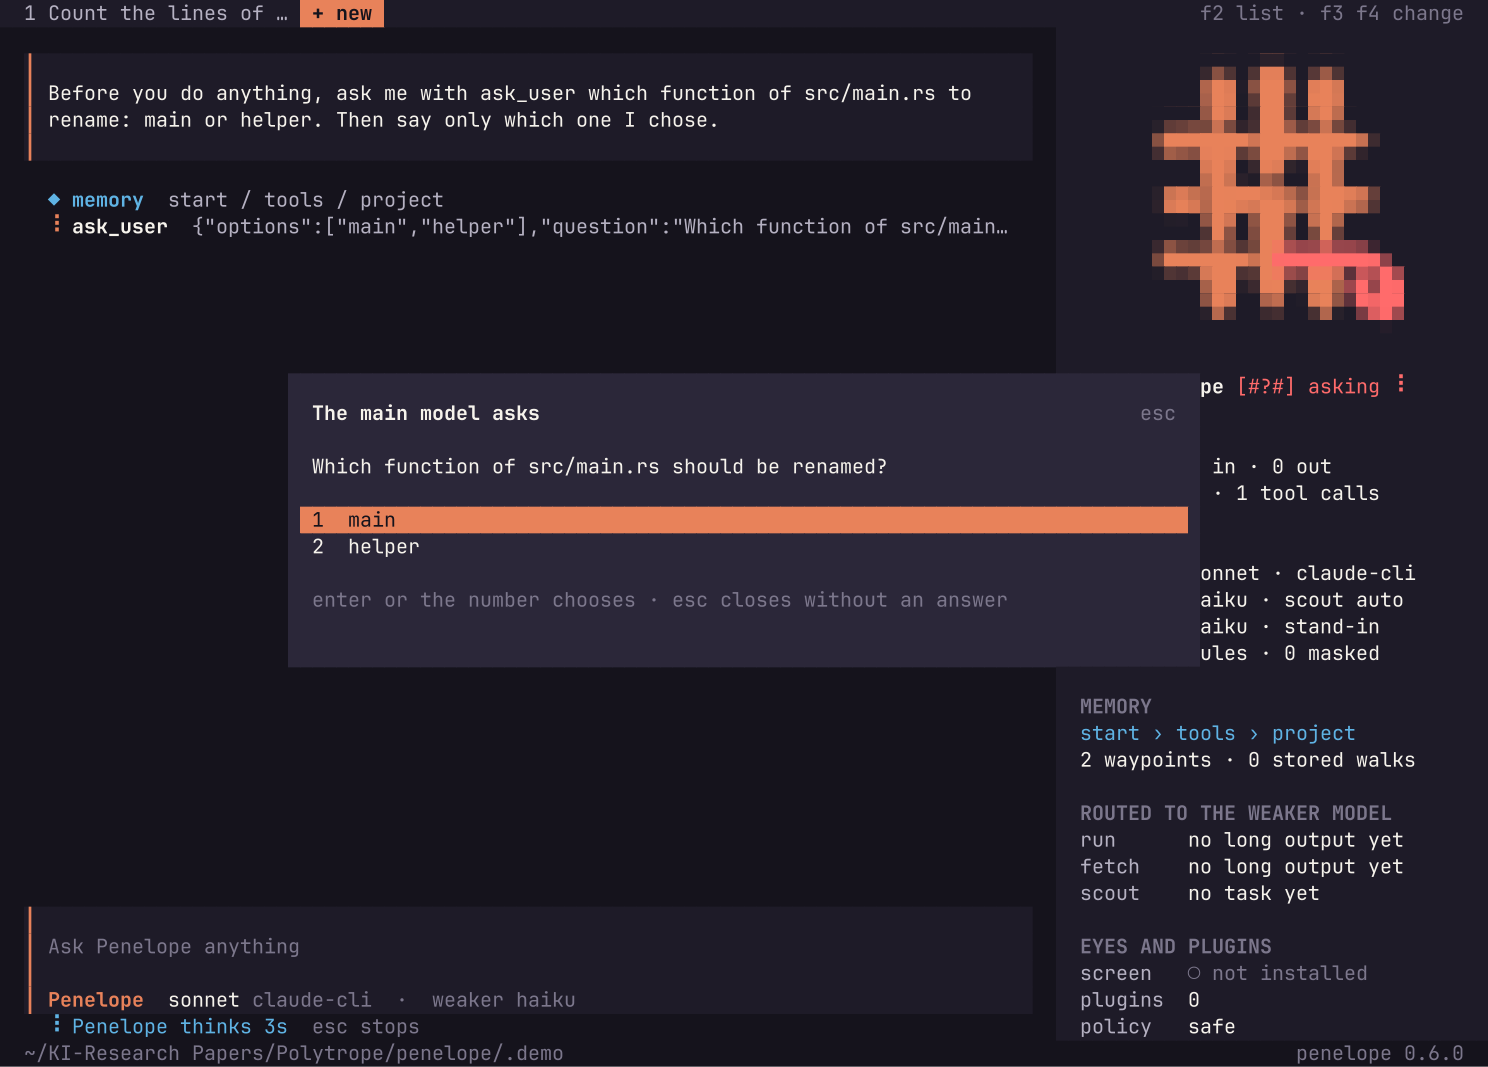 1 Count the lines of … + new
f2 list · f3 f4 change
Before you do anything, ask me with ask_user which function of src/main.rs to
rename: main or helper. Then say only which one I chose.
◆ memory start / tools / project
ask_user {"options":["main","helper"],"question":"Which function of src/main…
pe [#?#] asking
The main model asks
esc
Which function of src/main.rs should be renamed?
1 main
2 helper
enter or the number chooses · esc closes without an answer
in · 0 out
· 1 tool calls
onnet · claude-cli
aiku · scout auto
aiku · stand-in
ules · 0 masked
MEMORY
start › tools › project
2 waypoints · 0 stored walks
ROUTED TO THE WEAKER MODEL
run no long output yet
fetch no long output yet
scout no task yet
EYES AND PLUGINS
screen ○ not installed
plugins 0
policy safe
Ask Penelope anything
Penelope sonnet claude-cli · weaker haiku
Penelope thinks 3s esc stops
~/KI-Research Papers/Polytrope/penelope/.demo
penelope 0.6.0